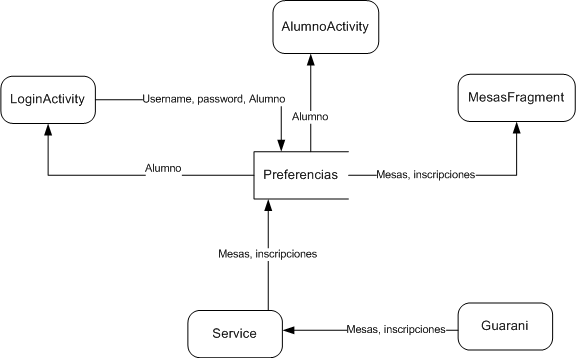 AlumnoActivity
LoginActivity
Username, password, Alumno
MesasFragment
Alumno
Alumno
Preferencias
Mesas, inscripciones
Mesas, inscripciones
Service
Mesas, inscripciones
Guarani